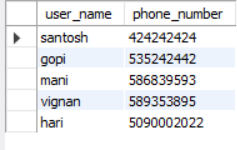 user_name phone_number
santosh 424242424
gopi 535242442
mani 586839593
vignan 589353895
hari 5090002022